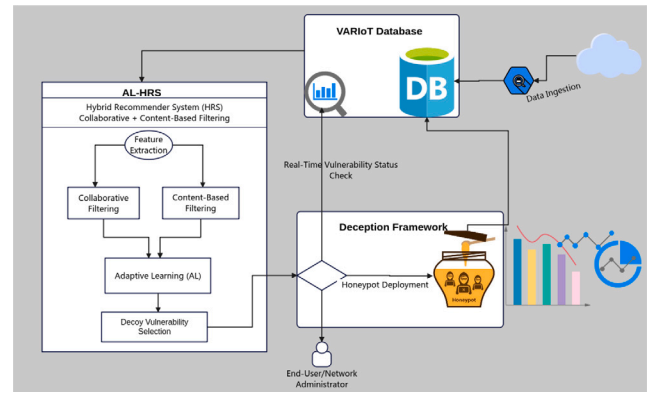 VARIoT Database
DB
Data Ingestion
AL-HRS
Hybrid Recommender System (HRS)
Collaborative + Content-Based Filtering
Feature
Extraction
Collaborative
Filtering
Content-Based
Filtering
Adaptive Learning (AL)
Decoy Vulnerability
Selection
Real-Time Vulnerability Status
Check
Deception Framework
Honeypot Deployment
Honeypot
End-User/Network
Administrator